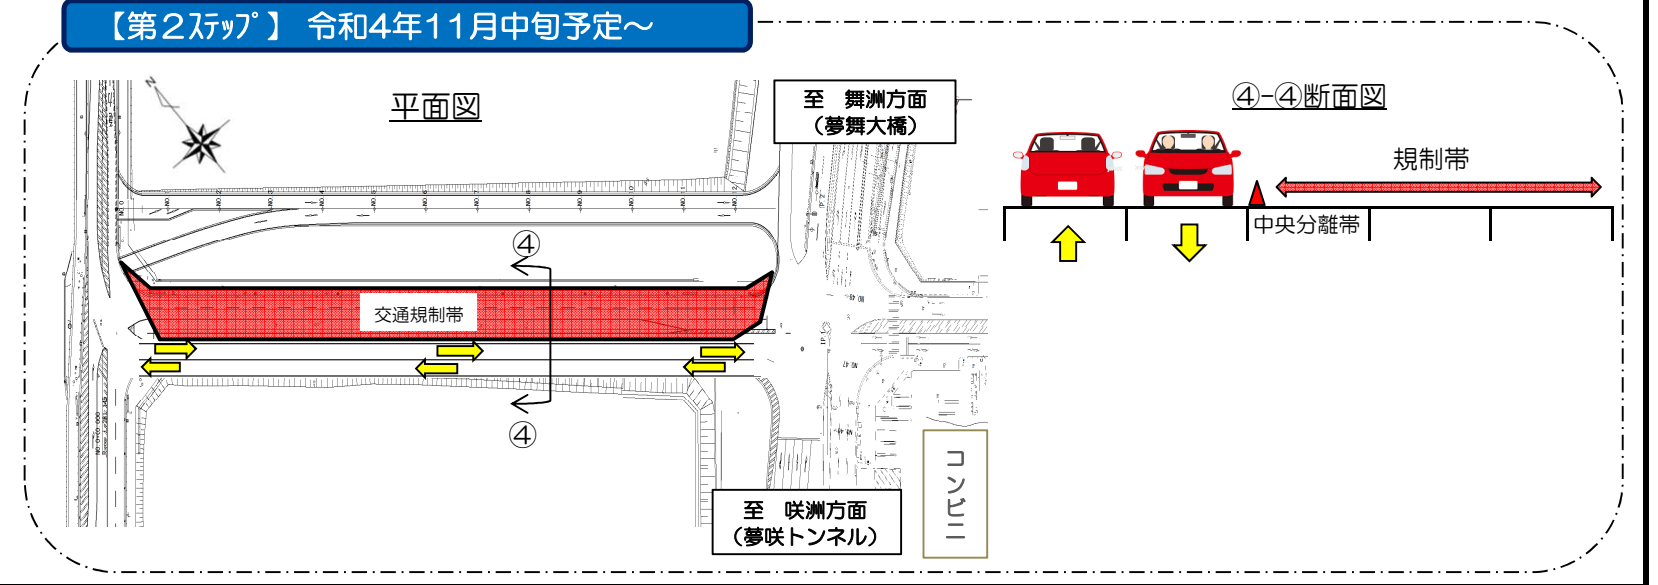 【第２ｽﾃｯﾌﾟ】 令和4年11月中旬予定～
平面図
N
至　舞洲方面
（夢舞大橋）
④-④断面図
規制帯
中央分離帯
④
交通規制帯
④
至　咲洲方面
（夢咲トンネル）
コンビニ